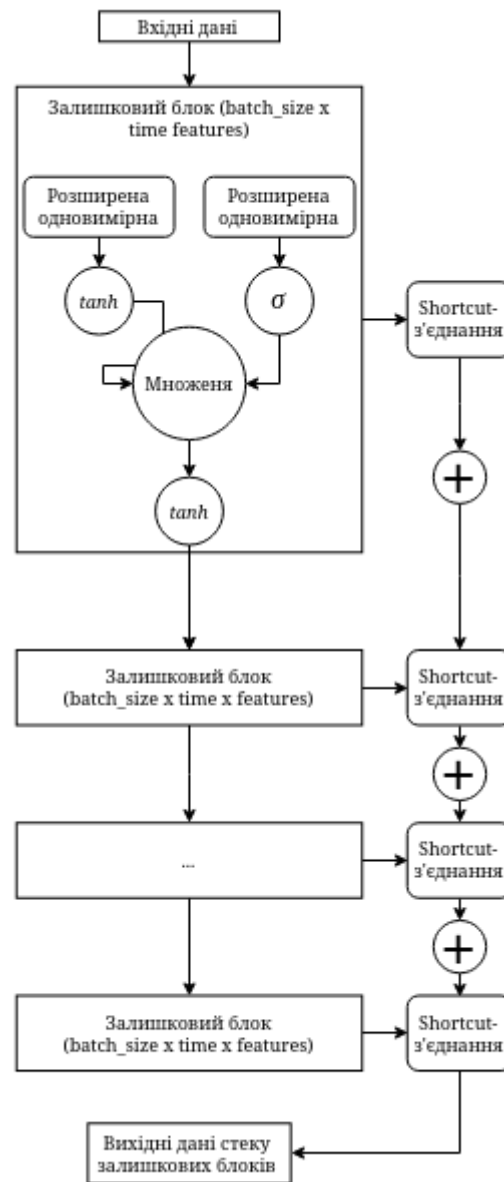 Вхідні дані
Залишковий блок (batch_size x
time features)
Розширена
одновимірна
Розширена
одновимірна
tanh
σ
Shortcut-
з'єднання
Множеня
+
tanh
Залишковий блок
(batch_size x time x features)
Shortcut-
з'єднання
+
...
Shortcut-
з'єднання
+
Залишковий блок
(batch_size x time x features)
Shortcut-
з'єднання
Вихідні дані стеку
залишкових блоків